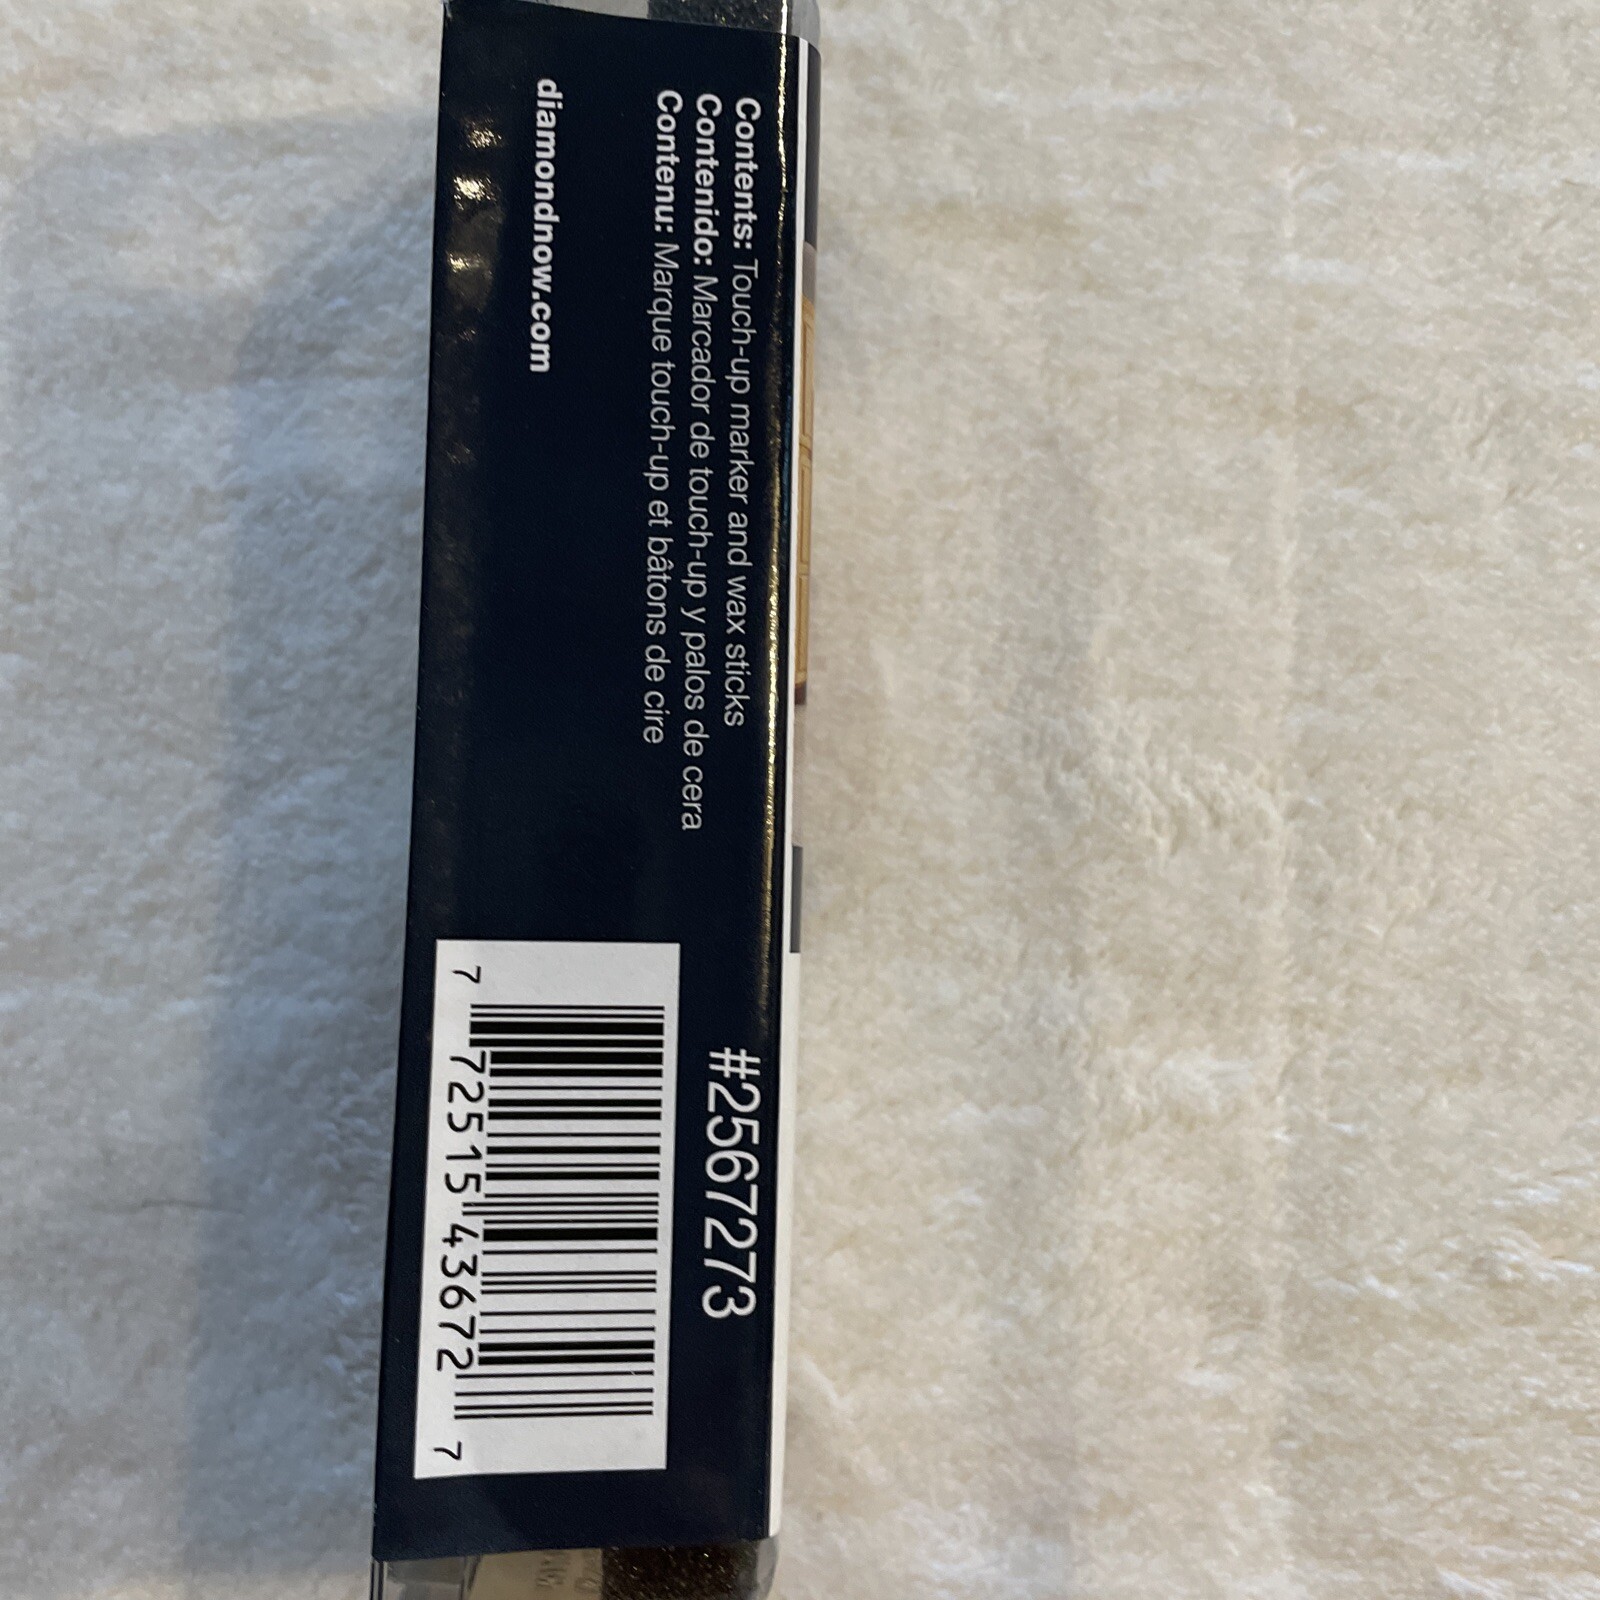 Contents: Touch-up marker and wax sticks
Contenido: Marcador de touch-up y palos de cera
Contenu: Marque touch-up et bâtons de cire
diamondnow.com
#2567273
7 72515 43672 7